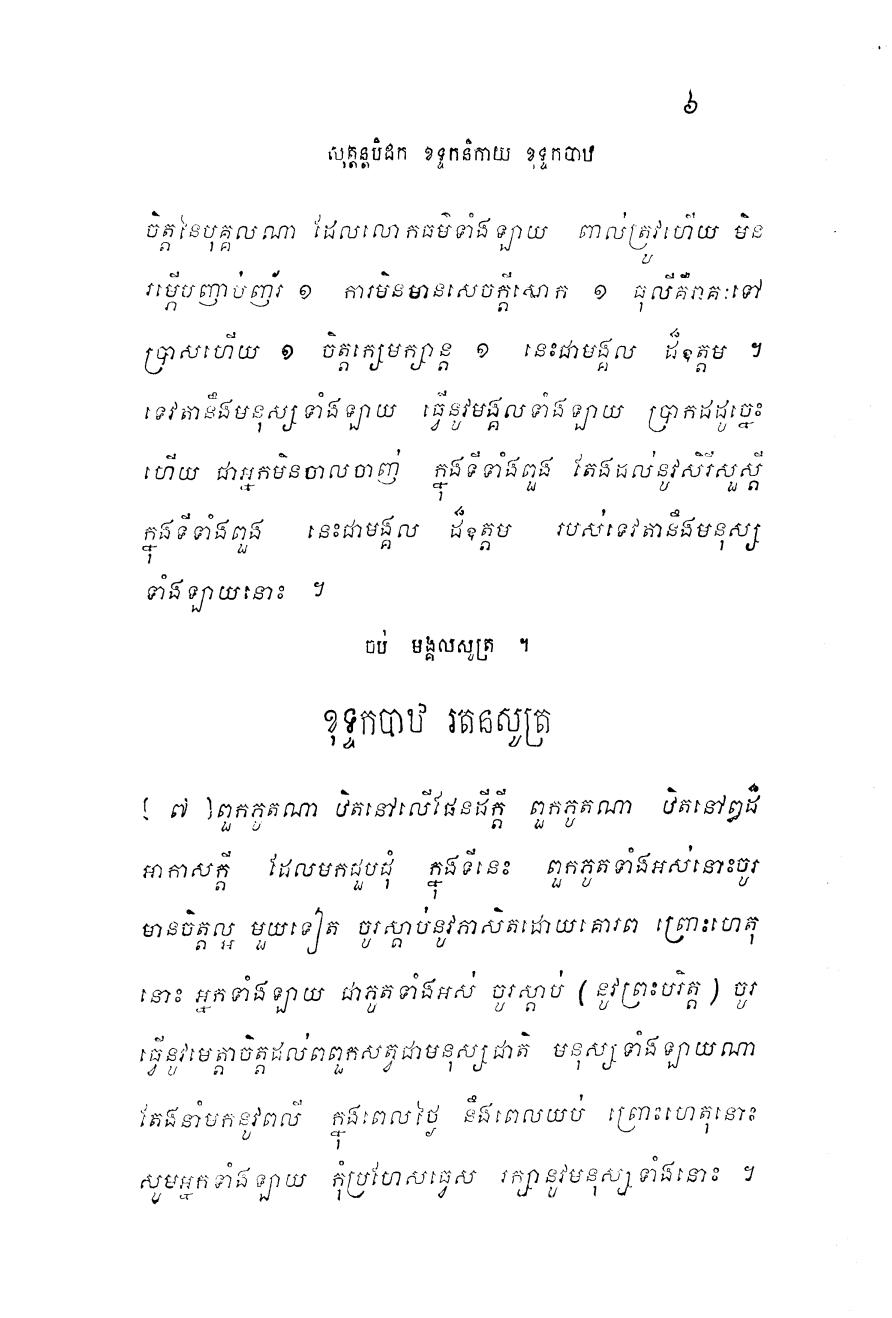 ៦
សុត្តន្តបិដក ខុទ្ទកនិកាយ ខុទ្ទកបាឋ
ចិត្តនៃបុគ្គលណា ដែលលោកធម៌ទាំងឡាយ ពាល់ត្រូវហើយ មិន
រម្ភើបញាប់ញ័រ ១ ការមិនមានសេចក្តីសោក ១ ធុលីគឺរាគៈទៅ
ប្រាសហើយ ១ ចិត្តក្សេមក្សាន្ត ១ នេះជាមង្គល ដ៏ឧត្តម ។
ទេវតានឹងមនុស្សទាំងឡាយ ធ្វើនូវមង្គលទាំងឡាយ ប្រាកដដូច្នេះ
ហើយ ជាអ្នកមិនចាលចាញ់ ក្នុងទីទាំងពួង តែងដល់នូវសិរីសួស្តី
ក្នុងទីទាំងពួង នេះជាមង្គល ដ៏ឧត្តម របស់ទេវតានឹងមនុស្ស
ទាំងឡាយនោះ ។
ចប់ មង្គលសូត្រ ។
ខុទ្ទកបាឋ រតនសូត្រ
[ ៧ ] ពួកភូតណា ឋិតនៅលើផែនដីក្តី ពួកភូតណា ឋិតនៅឰដ៏
អាកាសក្តី ដែលមកដួបដុំ ក្នុងទីនេះ ពួកភូតទាំងអស់នោះចូរ
មានចិត្តល្អ មួយទៀត ចូរស្តាប់នូវភាសិតដោយគោរព ព្រោះហេតុ
នោះ អ្នកទាំងឡាយ ជាភូតទាំងអស់ ចូរស្តាប់ ( នូវព្រះបរិត្ត ) ចូរ
ធ្វើនូវមេត្តាចិត្តដល់ពពួកសត្វជាមនុស្សជាតិ មនុស្សទាំងឡាយណា
តែងនាំមកនូវពលី ក្នុងពេលថ្ងៃ នឹងពេលយប់ ព្រោះហេតុនោះ
សូមអ្នកទាំងឡាយ កុំប្រហែសធ្វេស រក្សានូវមនុស្សទាំងនោះ ។